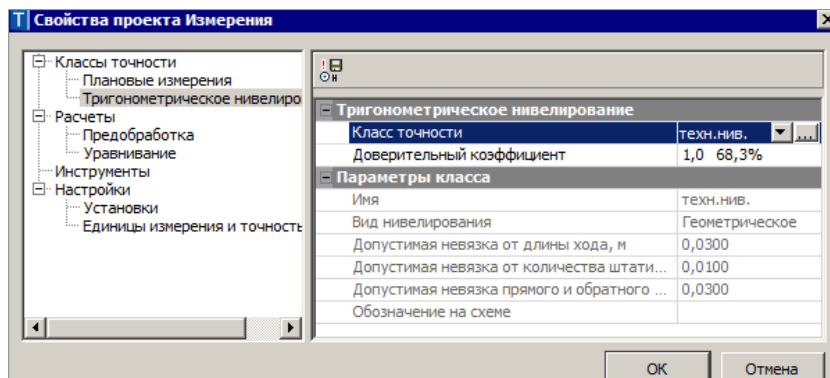 Свойства проекта Измерения
Классы точности
Плановые измерения
Тригонометрическое нивелиро
Расчеты
Предобработка
Уравнивание
Инструменты
Настройки
Установки
Единицы измерения и точность
Тригонометрическое нивелирование
Класс точности техн.нив. ...
Доверительный коэффициент 1,0 68,3%
Параметры класса
Имя техн.нив.
Вид нивелирования Геометрическое
Допустимая невязка от длины хода, м 0,0300
Допустимая невязка от количества штати... 0,0100
Допустимая невязка прямого и обратного ... 0,0300
Обозначение на схеме
ОК Отмена